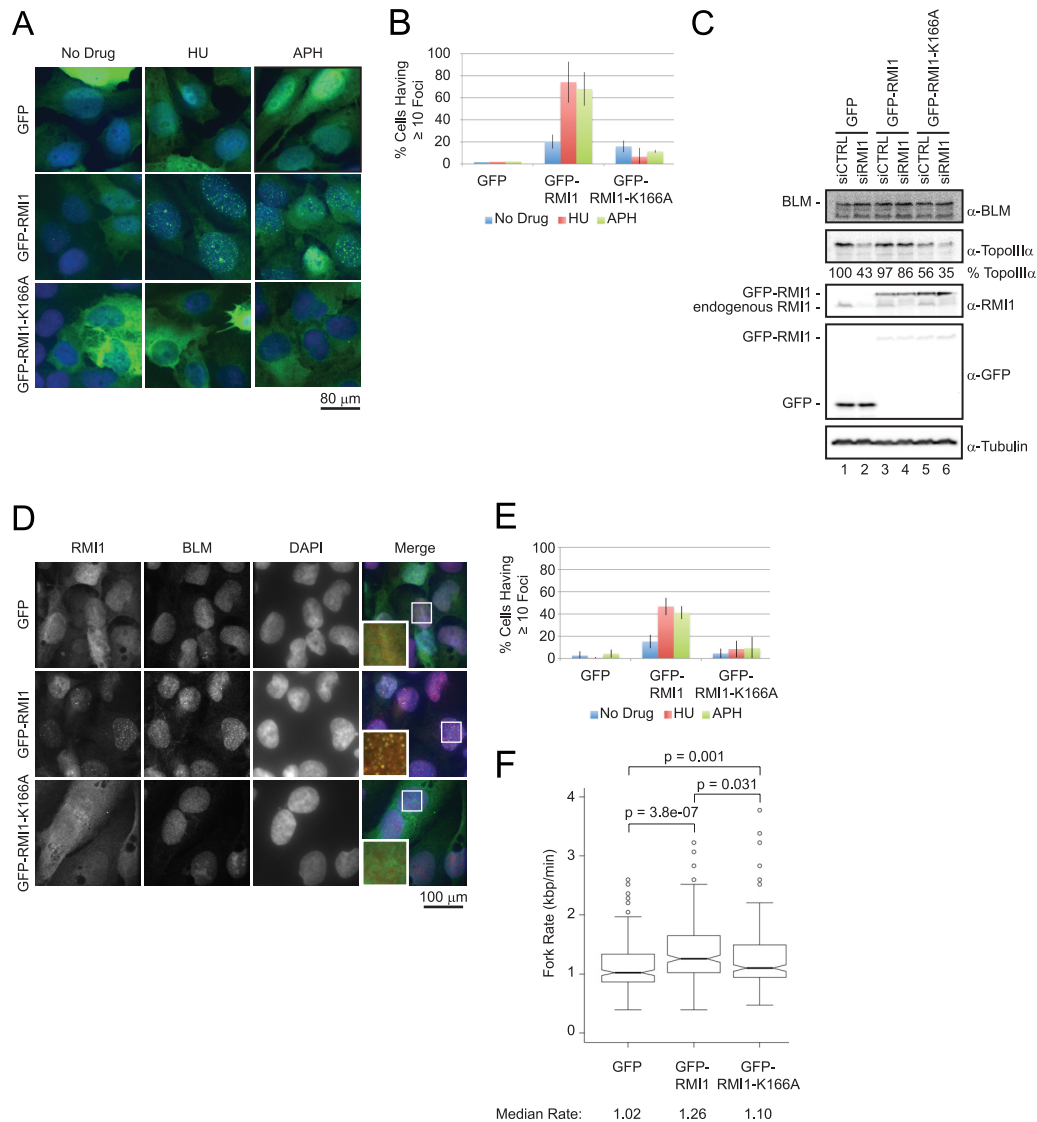 A
No Drug HU APH
GFP
GFP-RMI1
GFP-RMI1-K166A
80 μm
B
% Cells Having
≥ 10 Foci
100
80
60
40
20
0
GFP GFP-
RMI1 GFP-
RMI1-K166A
No Drug HU APH
C
GFP
GFP-RMI1
GFP-RMI1-K166A
siCTRL
siRMI1
siCTRL
siRMI1
siCTRL
siRMI1
BLM - α-BLM
α-TopoIIIα
100 43 97 86 56 35 % TopoIIIα
GFP-RMI1 -
endogenous RMI1 -
α-RMI1
GFP-RMI1 -
α-GFP
GFP -
α-Tubulin
1 2 3 4 5 6
D
RMI1 BLM DAPI Merge
GFP
GFP-RMI1
GFP-RMI1-K166A
100 μm
E
% Cells Having
≥ 10 Foci
100
80
60
40
20
0
GFP GFP-
RMI1 GFP-
RMI1-K166A
No Drug HU APH
F
p = 0.001
p = 0.031
p = 3.8e-07
Fork Rate (kbp/min)
4
3
2
1
0
GFP GFP-
RMI1 GFP-
RMI1-K166A
Median Rate: 1.02 1.26 1.10